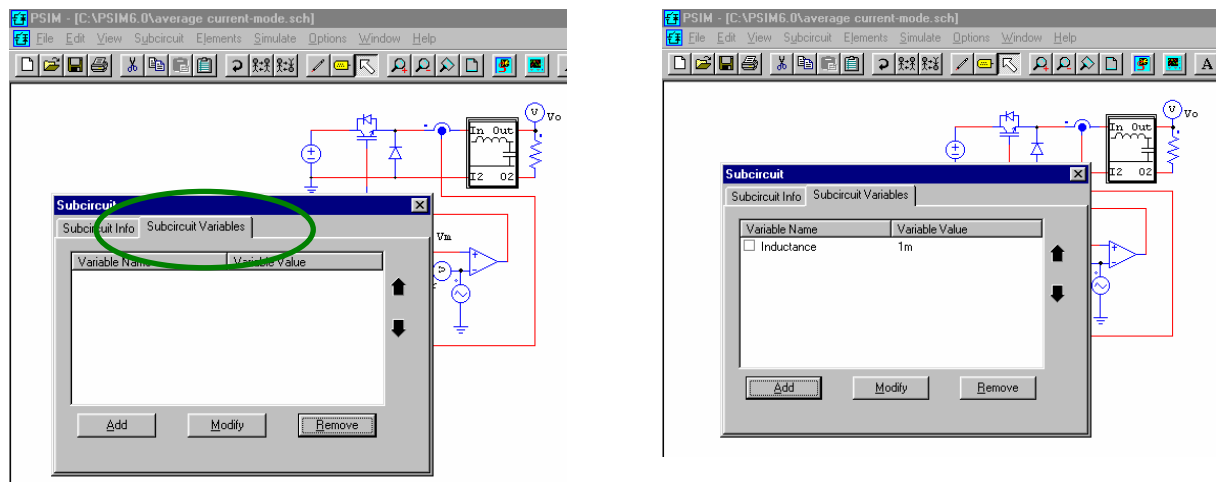 PSIM - [C:\PSIM6.0\average current-mode.sch]
File Edit View Subcircuit Elements Simulate Options Window Help
V Vo
In Out
I2 O2
Subcircuit
Subcircuit Info Subcircuit Variables
Vm
Variable Name Variable Value
Add Modify Remove
PSIM - [C:\PSIM6.0\average current-mode.sch]
File Edit View Subcircuit Elements Simulate Options Window Help
A
V Vo
In Out
I2 O2
Subcircuit
Subcircuit Info Subcircuit Variables
Variable Name Variable Value
Inductance 1m
Add Modify Remove